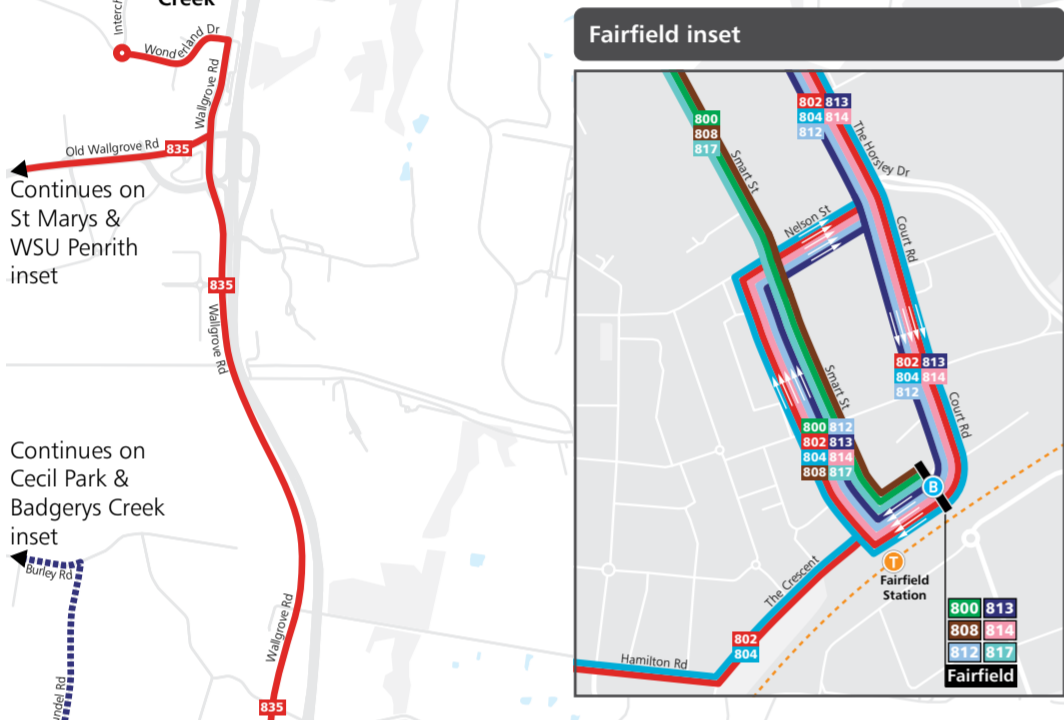 Creek
Wonderland Dr
Wallgrove Rd
Old Wallgrove Rd
835
Continues on
St Marys &
WSU Penrith
inset
835
Wallgrove Rd
Continues on
Cecil Park &
Badgerys Creek
inset
Burley Rd
Wallgrove Rd
835
Fairfield inset
802 813
804 814
812
800
808
817
The Horsley Dr
Smart St
Nelson St
Court Rd
802 813
804 814
812
Smart St
Court Rd
800 812
802 813
804 814
808 817
B
T
Fairfield
Station
The Crescent
802
804
Hamilton Rd
800 813
808 814
812 817
Fairfield